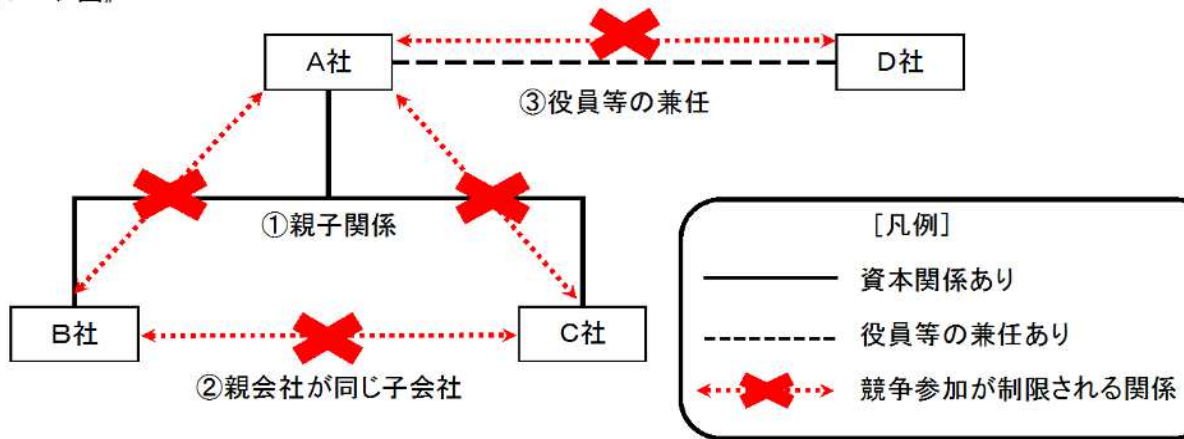 A社
D社
③役員等の兼任
①親子関係
B社
C社
②親会社が同じ子会社
[凡例]
資本関係あり
役員等の兼任あり
競争参加が制限される関係